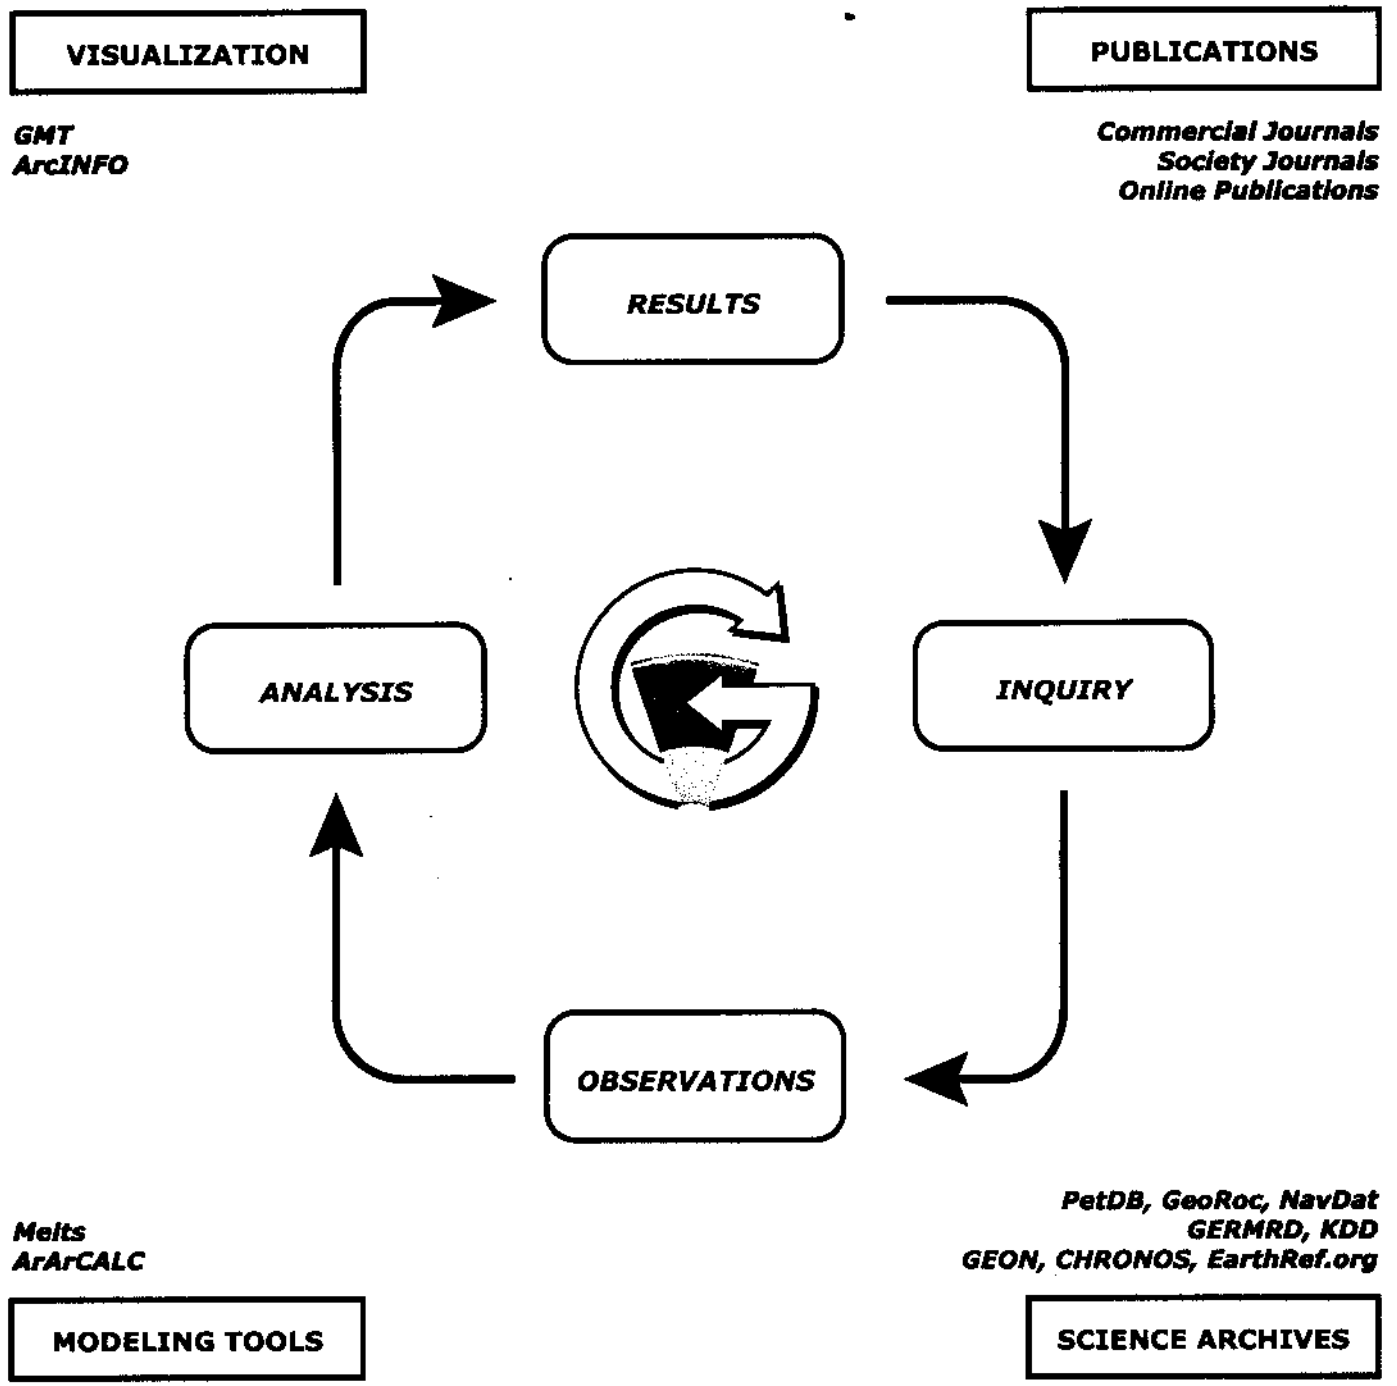 VISUALIZATION
GMT
ArcINFO
PUBLICATIONS
Commercial Journals
Society Journals
Online Publications
RESULTS
ANALYSIS
INQUIRY
OBSERVATIONS
Melts
ArArCALC
MODELING TOOLS
PetDB, GeoRoc, NavDat
GERMRD, KDD
GEON, CHRONOS, EarthRef.org
SCIENCE ARCHIVES